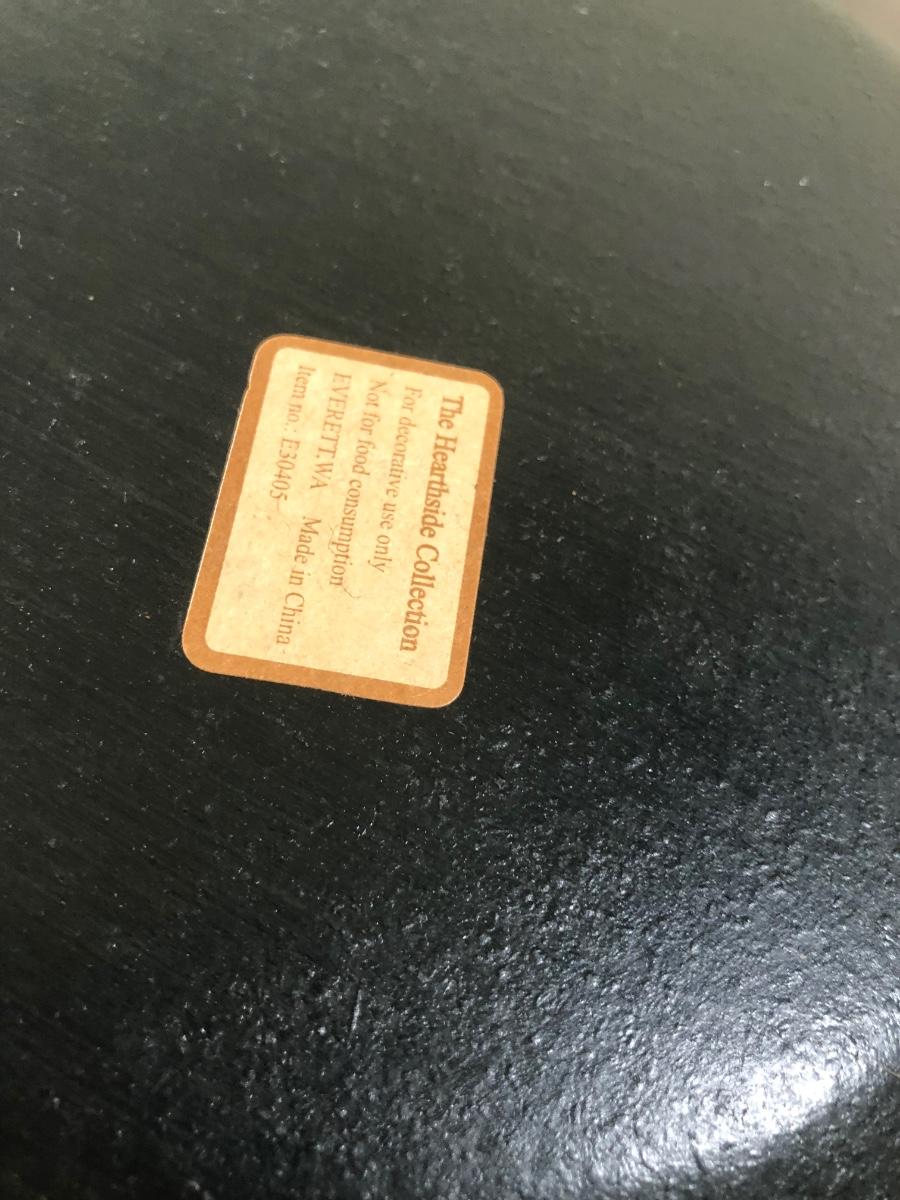 The Hearthside Collection
For decorative use only
Not for food consumption
EVERETT.WA Made in China
Item no.: E30405